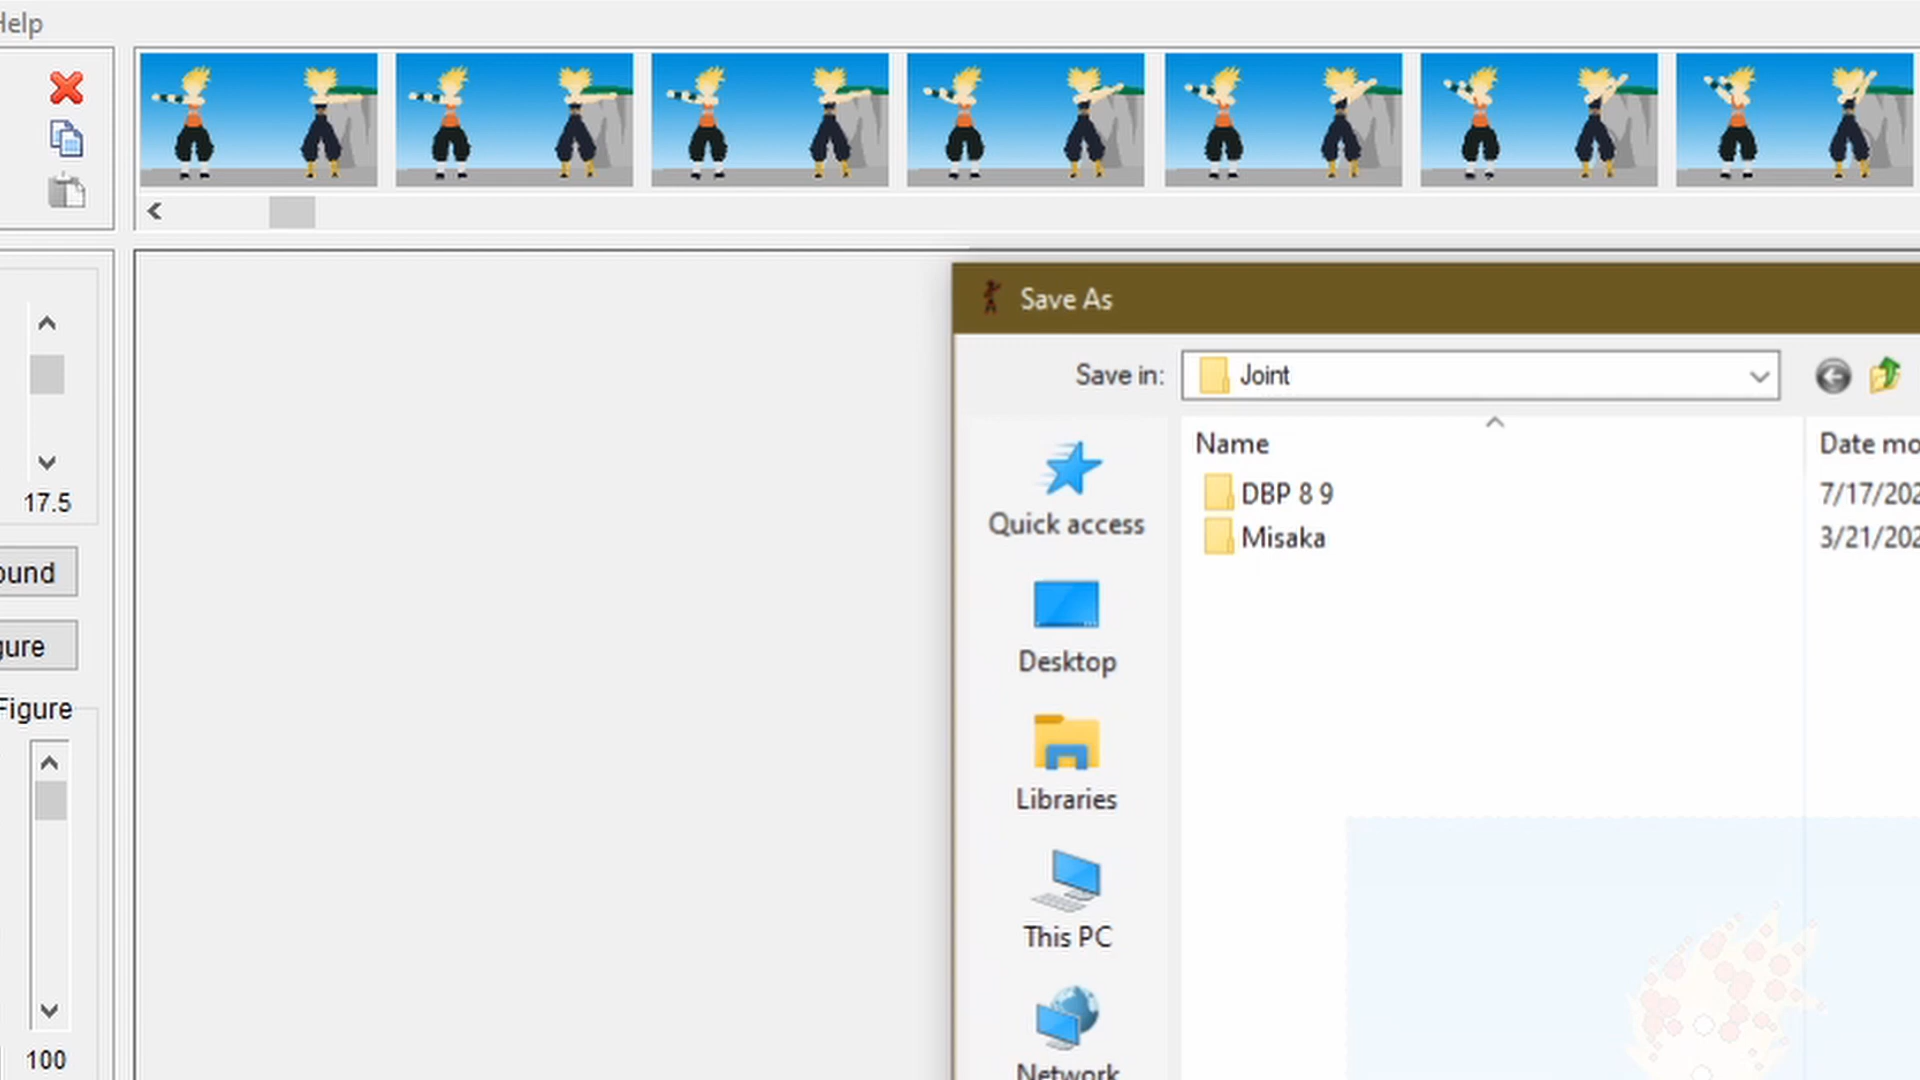 Help
Save As
Save in:
Joint
Name
Date mo
DBP 8 9
7/17/202
Misaka
3/21/202
Quick access
Desktop
Libraries
This PC
Network
17.5
ound
gure
Figure
100